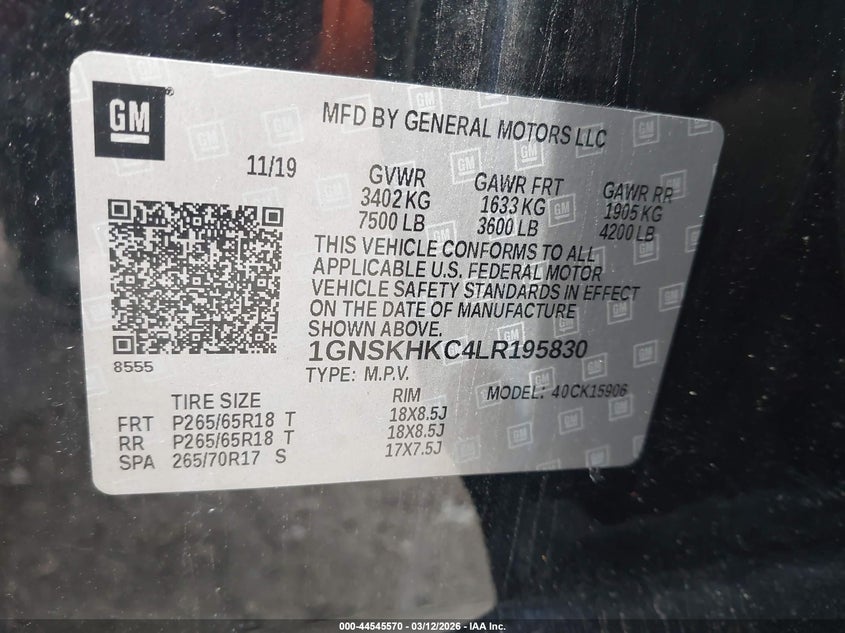 GM
MFD BY GENERAL MOTORS LLC
11/19
GVWR
3402 KG
7500 LB
GAWR FRT
1633 KG
3600 LB
GAWR RR
1905 KG
4200 LB
THIS VEHICLE CONFORMS TO ALL
APPLICABLE U.S. FEDERAL MOTOR
VEHICLE SAFETY STANDARDS IN EFFECT
ON THE DATE OF MANUFACTURE
SHOWN ABOVE.
8555
1GNSKHKC4LR195830
TYPE: M.P.V.
MODEL: 40CK15906
TIRE SIZE RIM
FRT P265/65R18 T 18X8.5J
RR P265/65R18 T 18X8.5J
SPA 265/70R17 S 17X7.5J
000-44545570 - 03/12/2026 - IAA Inc.